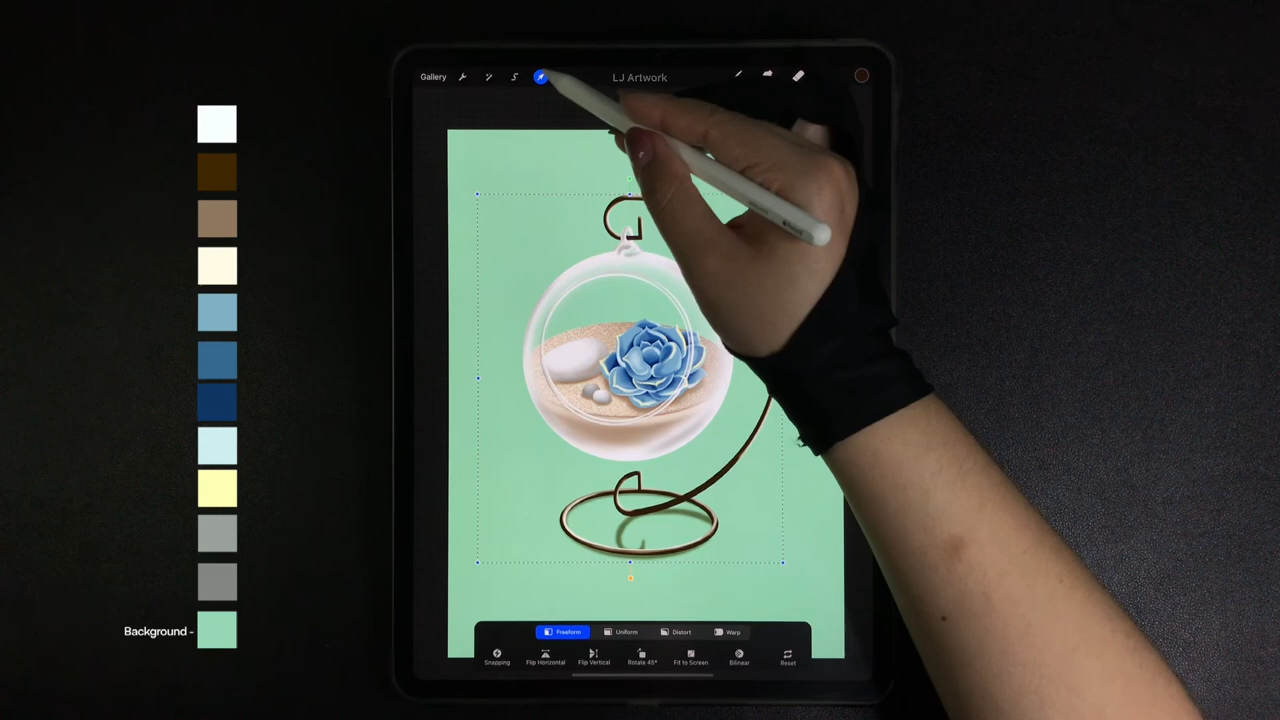 Gallery
LJ Artwork
Background -
Freeform Uniform Distort Warp
Snapping Flip Horizontal Flip Vertical Rotate 45° Fit to Screen Bilinear Reset